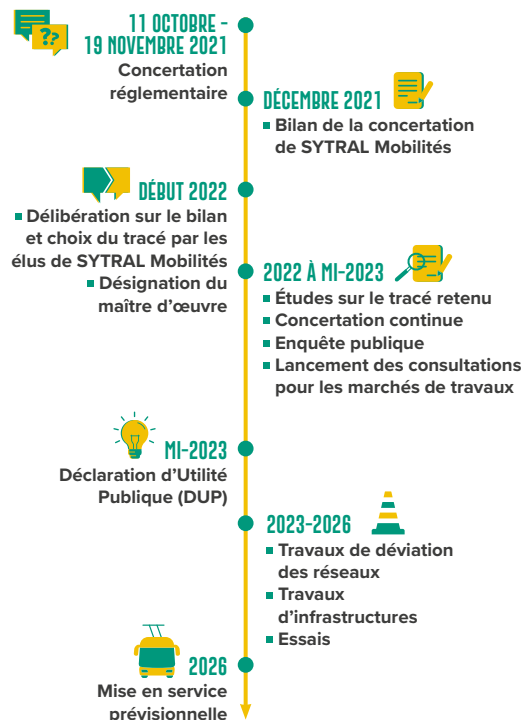 ??
11 OCTOBRE -
19 NOVEMBRE 2021
Concertation
réglementaire
DÉCEMBRE 2021
▪ Bilan de la concertation
de SYTRAL Mobilités
DÉBUT 2022
▪ Délibération sur le bilan
et choix du tracé par les
élus de SYTRAL Mobilités
▪ Désignation du
maître d’œuvre
2022 À MI-2023
▪ Études sur le tracé retenu
▪ Concertation continue
▪ Enquête publique
▪ Lancement des consultations
pour les marchés de travaux
MI-2023
Déclaration d’Utilité
Publique (DUP)
2023-2026
▪ Travaux de déviation
des réseaux
▪ Travaux
d’infrastructures
▪ Essais
2026
Mise en service
prévisionnelle